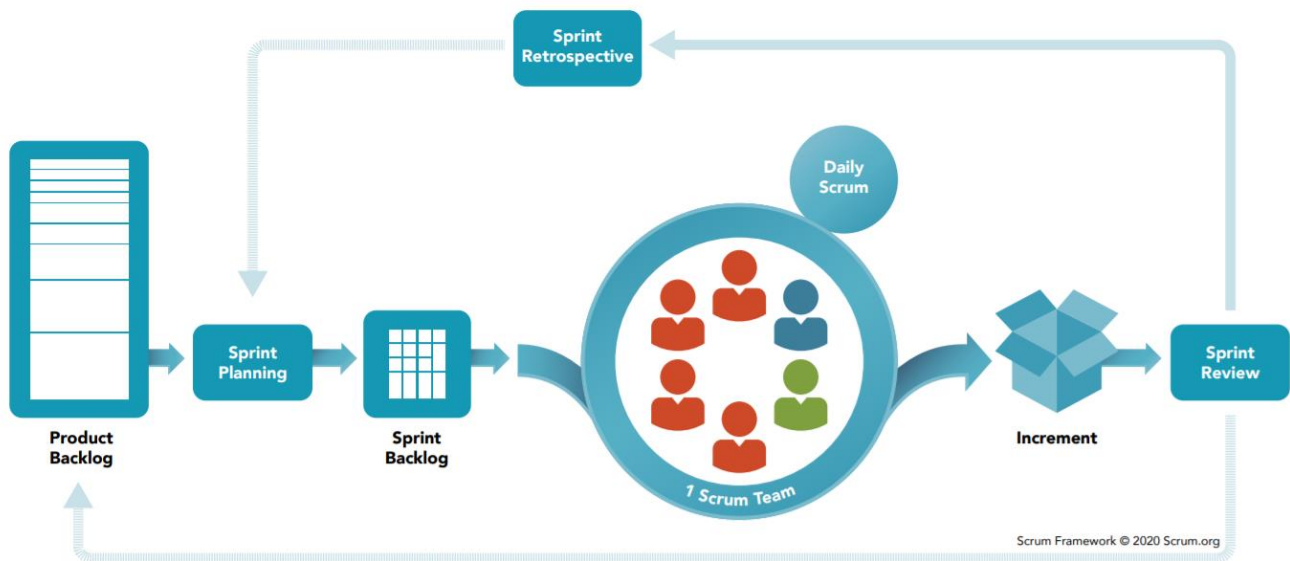 Sprint
Retrospective
Daily
Scrum
Sprint
Planning
Sprint
Review
Product
Backlog
Sprint
Backlog
Increment
1 Scrum Team
Scrum Framework © 2020 Scrum.org